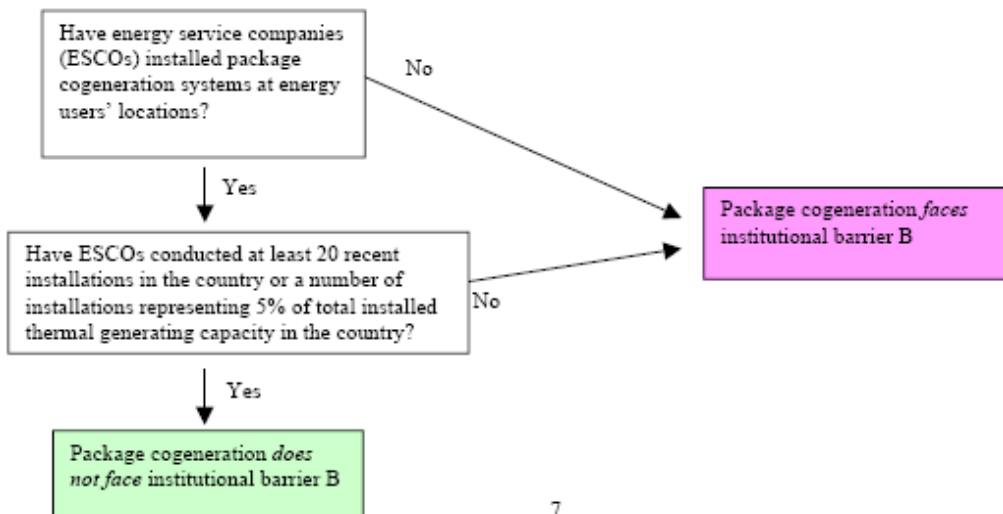 Have energy service companies
(ESCOs) installed package
cogeneration systems at energy
users' locations?
No
Yes
Package cogeneration faces
institutional barrier B
Have ESCOs conducted at least 20 recent
installations in the country or a number of
installations representing 5% of total installed
thermal generating capacity in the country?
No
Yes
Package cogeneration does
not face institutional barrier B
7